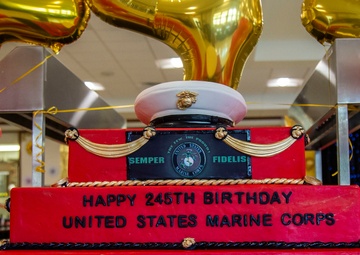 SEMPER FIDELIS
HAPPY 245TH BIRTHDAY
UNITED STATES MARINE CORPS